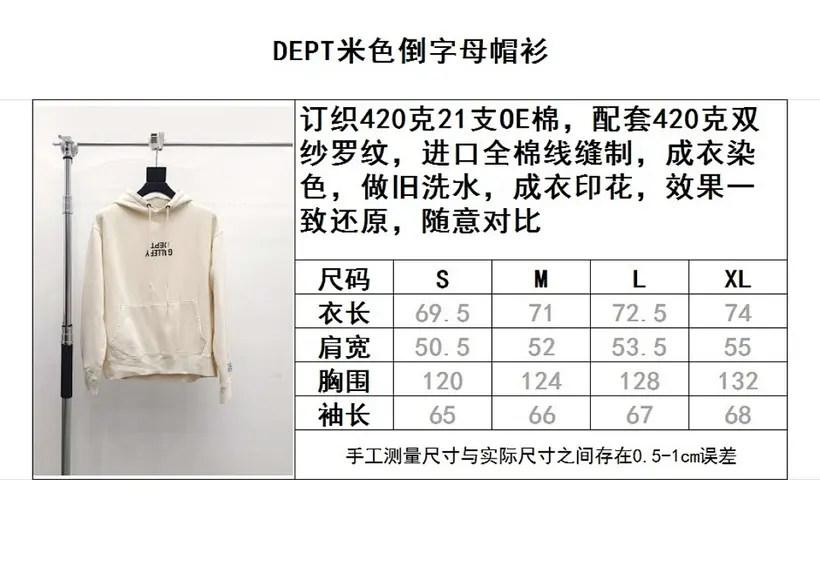 DEPT米色倒字母帽衫
订织420克21支OE棉，配套420克双
纱罗纹，进口全棉线缝制，成衣染
色，做旧洗水，成衣印花，效果一
致还原，随意对比
尺码 S M L XL
衣长 69.5 71 72.5 74
肩宽 50.5 52 53.5 55
胸围 120 124 128 132
袖长 65 66 67 68
手工测量尺寸与实际尺寸之间存在0.5-1cm误差
DEPT
GALLEFY